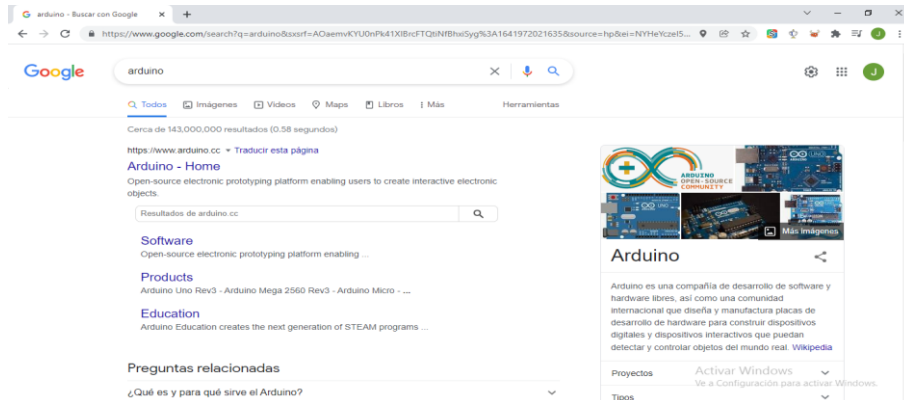 arduino - Buscar con Google
https://www.google.com/search?q=arduino&sxsrf=AOaemvKYU0nPk41XIBrcFTQtiNfBhxiSyg%3A1641972021635&source=hp&ei=NYHeYczeI5...
Google
arduino
J
Todos Imágenes Videos Maps Libros Más Herramientas
Cerca de 143,000,000 resultados (0.58 segundos)
https://www.arduino.cc Traducir esta página
Arduino - Home
Open-source electronic prototyping platform enabling users to create interactive electronic
objects.
Resultados de arduino.cc
Software
Open-source electronic prototyping platform enabling ...
Products
Arduino Uno Rev3 - Arduino Mega 2560 Rev3 - Arduino Micro - ...
Education
Arduino Education creates the next generation of STEAM programs ...
Preguntas relacionadas
¿Qué es y para qué sirve el Arduino?
ARDUINO
OPEN-SOURCE
COMMUNITY
UNO
Más imágenes
Arduino
Arduino es una compañía de desarrollo de software y
hardware libres, así como una comunidad
internacional que diseña y manufactura placas de
desarrollo de hardware para construir dispositivos
digitales y dispositivos interactivos que puedan
detectar y controlar objetos del mundo real. Wikipedia
Proyectos
Tipos
Activar Windows
Ve a Configuración para activar Windows.